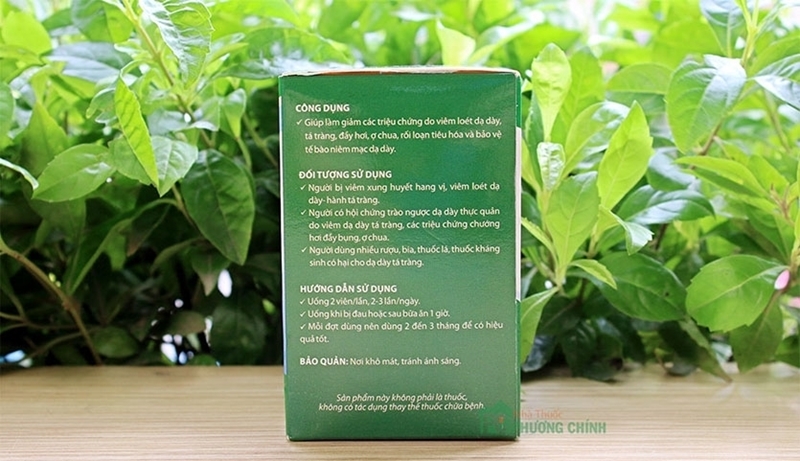 CÔNG DỤNG
✓ Giúp làm giảm các triệu chứng do viêm loét dạ dày,
tá tràng, đầy hơi, ợ chua, rối loạn tiêu hóa và bảo vệ
tế bào niêm mạc dạ dày.
ĐỐI TƯỢNG SỬ DỤNG
✓ Người bị viêm xung huyết hang vị, viêm loét dạ
dày- hành tá tràng.
✓ Người có hội chứng trào ngược dạ dày thực quản
do viêm dạ dày tá tràng, các triệu chứng chướng
hơi đầy bụng, ợ chua.
✓ Người dùng nhiều rượu, bia, thuốc lá, thuốc kháng
sinh có hại cho dạ dày tá tràng.
HƯỚNG DẪN SỬ DỤNG
✓ Uống 2 viên/lần, 2-3 lần/ngày.
✓ Uống khi bị đau hoặc sau bữa ăn 1 giờ.
✓ Mỗi đợt dùng nên dùng 2 đến 3 tháng để có hiệu
quả tốt.
BẢO QUẢN: Nơi khô mát, tránh ánh sáng.
Sản phẩm này không phải là thuốc,
không có tác dụng thay thế thuốc chữa bệnh.
Nhà Thuốc
HƯƠNG CHÍNH